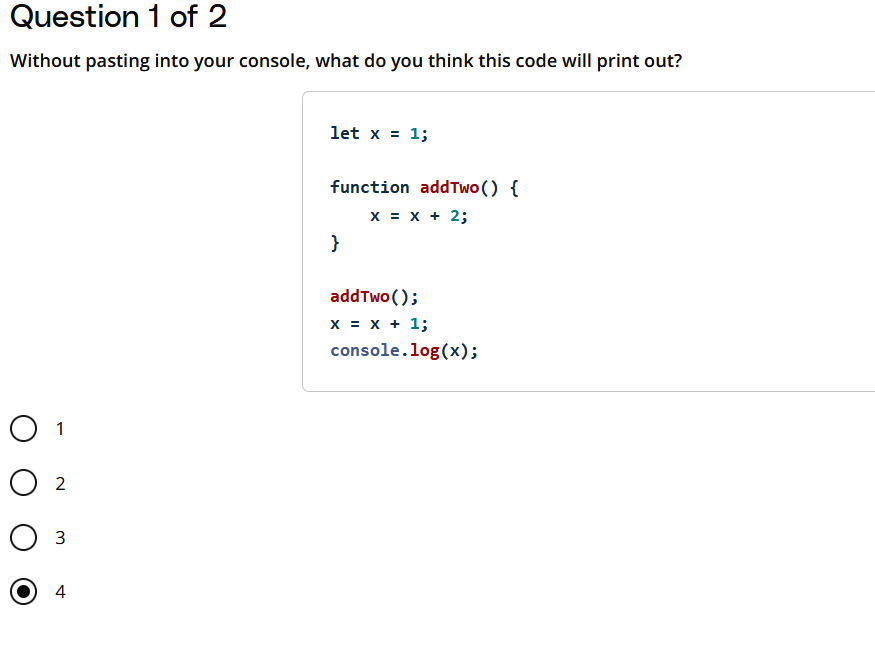 Question 1 of 2
Without pasting into your console, what do you think this code will print out?
let x = 1;
function addTwo() {
    x = x + 2;
}
addTwo();
x = x + 1;
console.log(x);
1
2
3
4